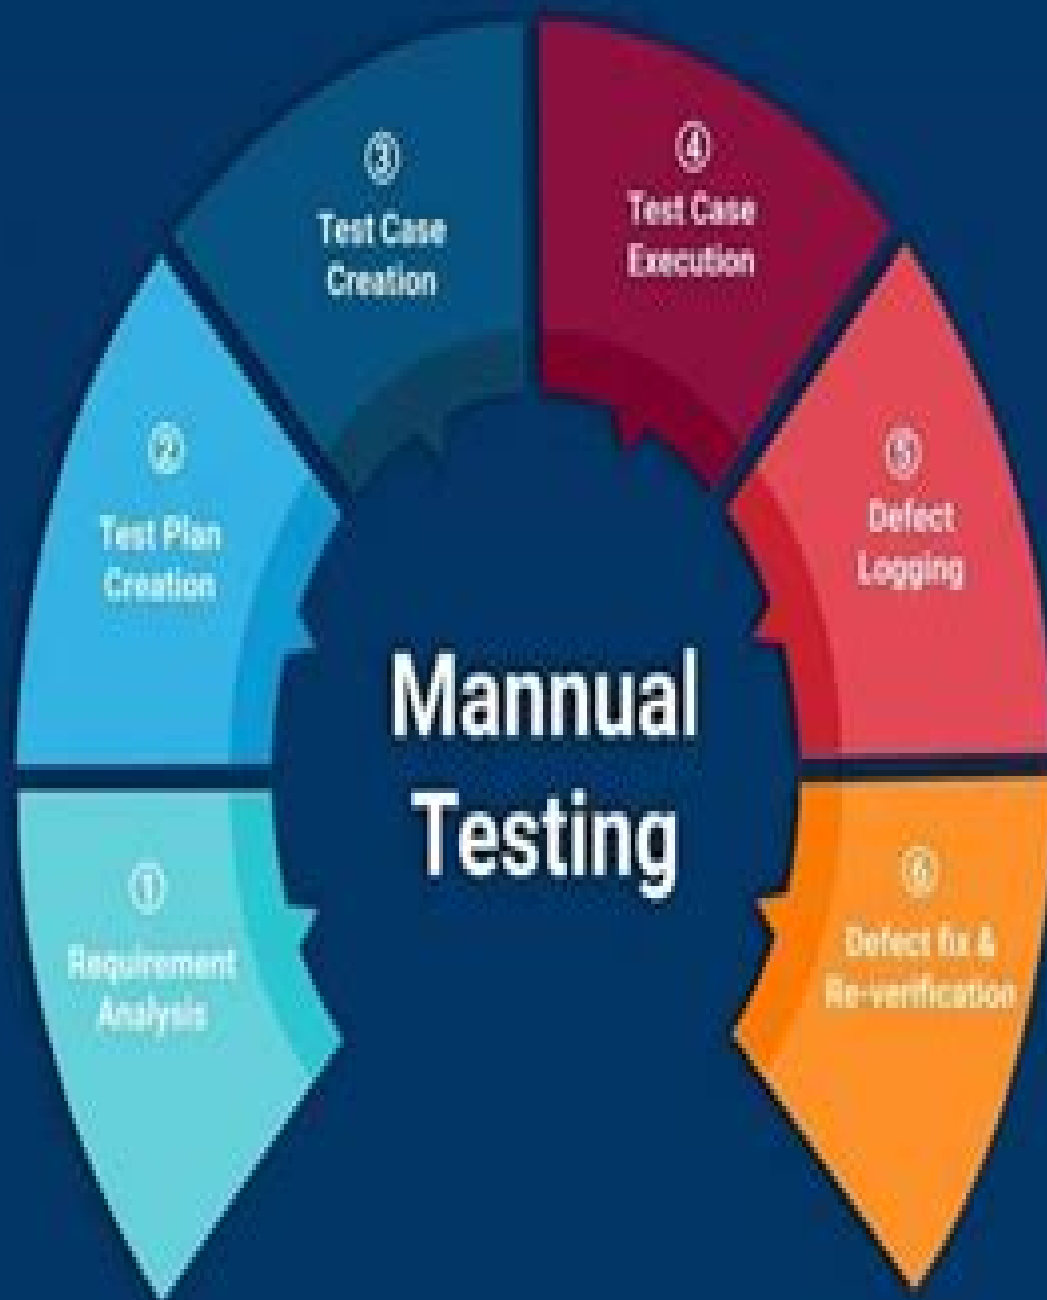 ①
Requirement
Analysis
②
Test Plan
Creation
③
Test Case
Creation
④
Test Case
Execution
⑤
Defect
Logging
⑥
Defect fix &
Re-verification
Mannual
Testing